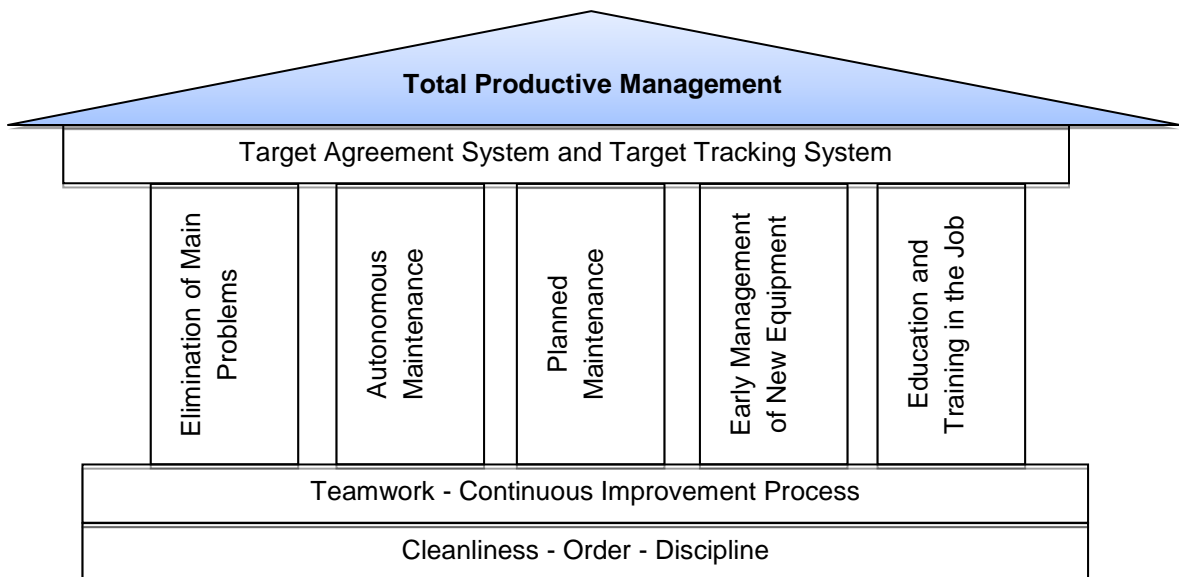 Total Productive Management
Target Agreement System and Target Tracking System
Elimination of Main
Problems
Autonomous
Maintenance
Planned
Maintenance
Early Management
of New Equipment
Education and
Training in the Job
Teamwork - Continuous Improvement Process
Cleanliness - Order - Discipline